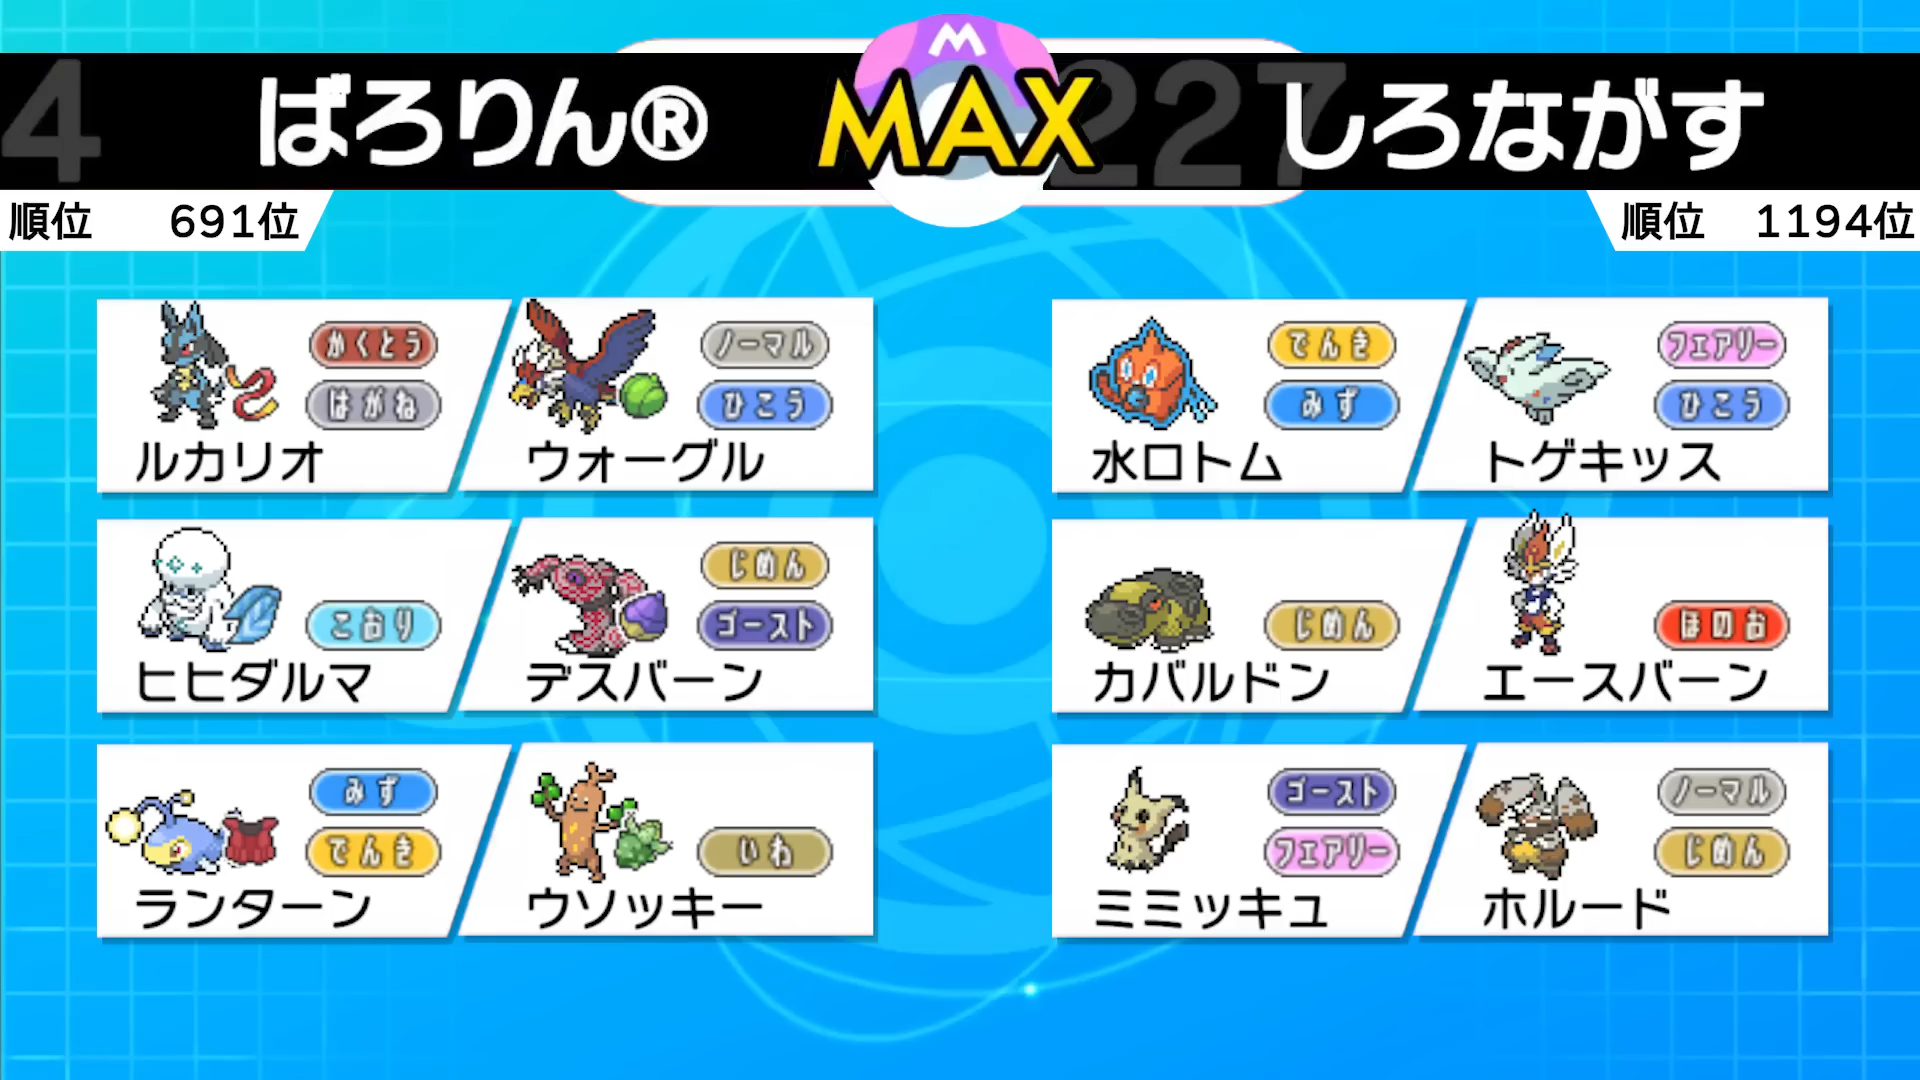 4 ばろりん® M MAX 227 しろながす
順位 691位
順位 1194位
かくとう
はがね
ルカリオ
ノーマル
ひこう
ウォーグル
でんき
みず
水ロトム
フェアリー
ひこう
トゲキッス
こおり
ヒヒダルマ
じめん
ゴースト
デスバーン
じめん
カバルドン
ほのお
エースバーン
みず
でんき
ランターン
いわ
ウソッキー
ゴースト
フェアリー
ミミッキュ
ノーマル
じめん
ホルード